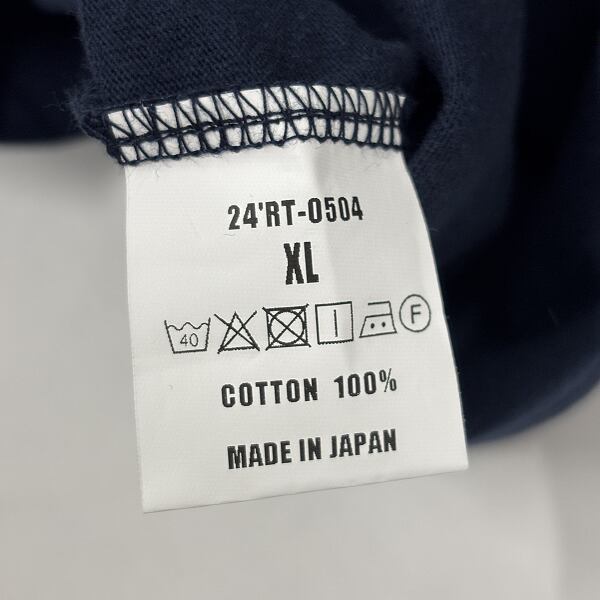 24'RT-0504
XL
40 F
COTTON 100%
MADE IN JAPAN